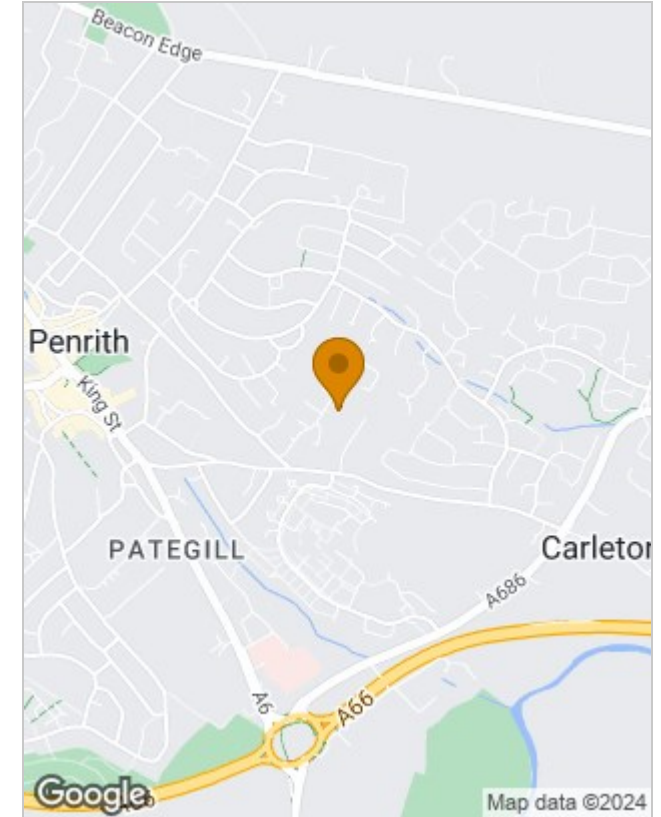 Beacon Edge
Penrith
King St
PATEGILL
Carleton
A686
A6
A66
Google
Map data ©2024